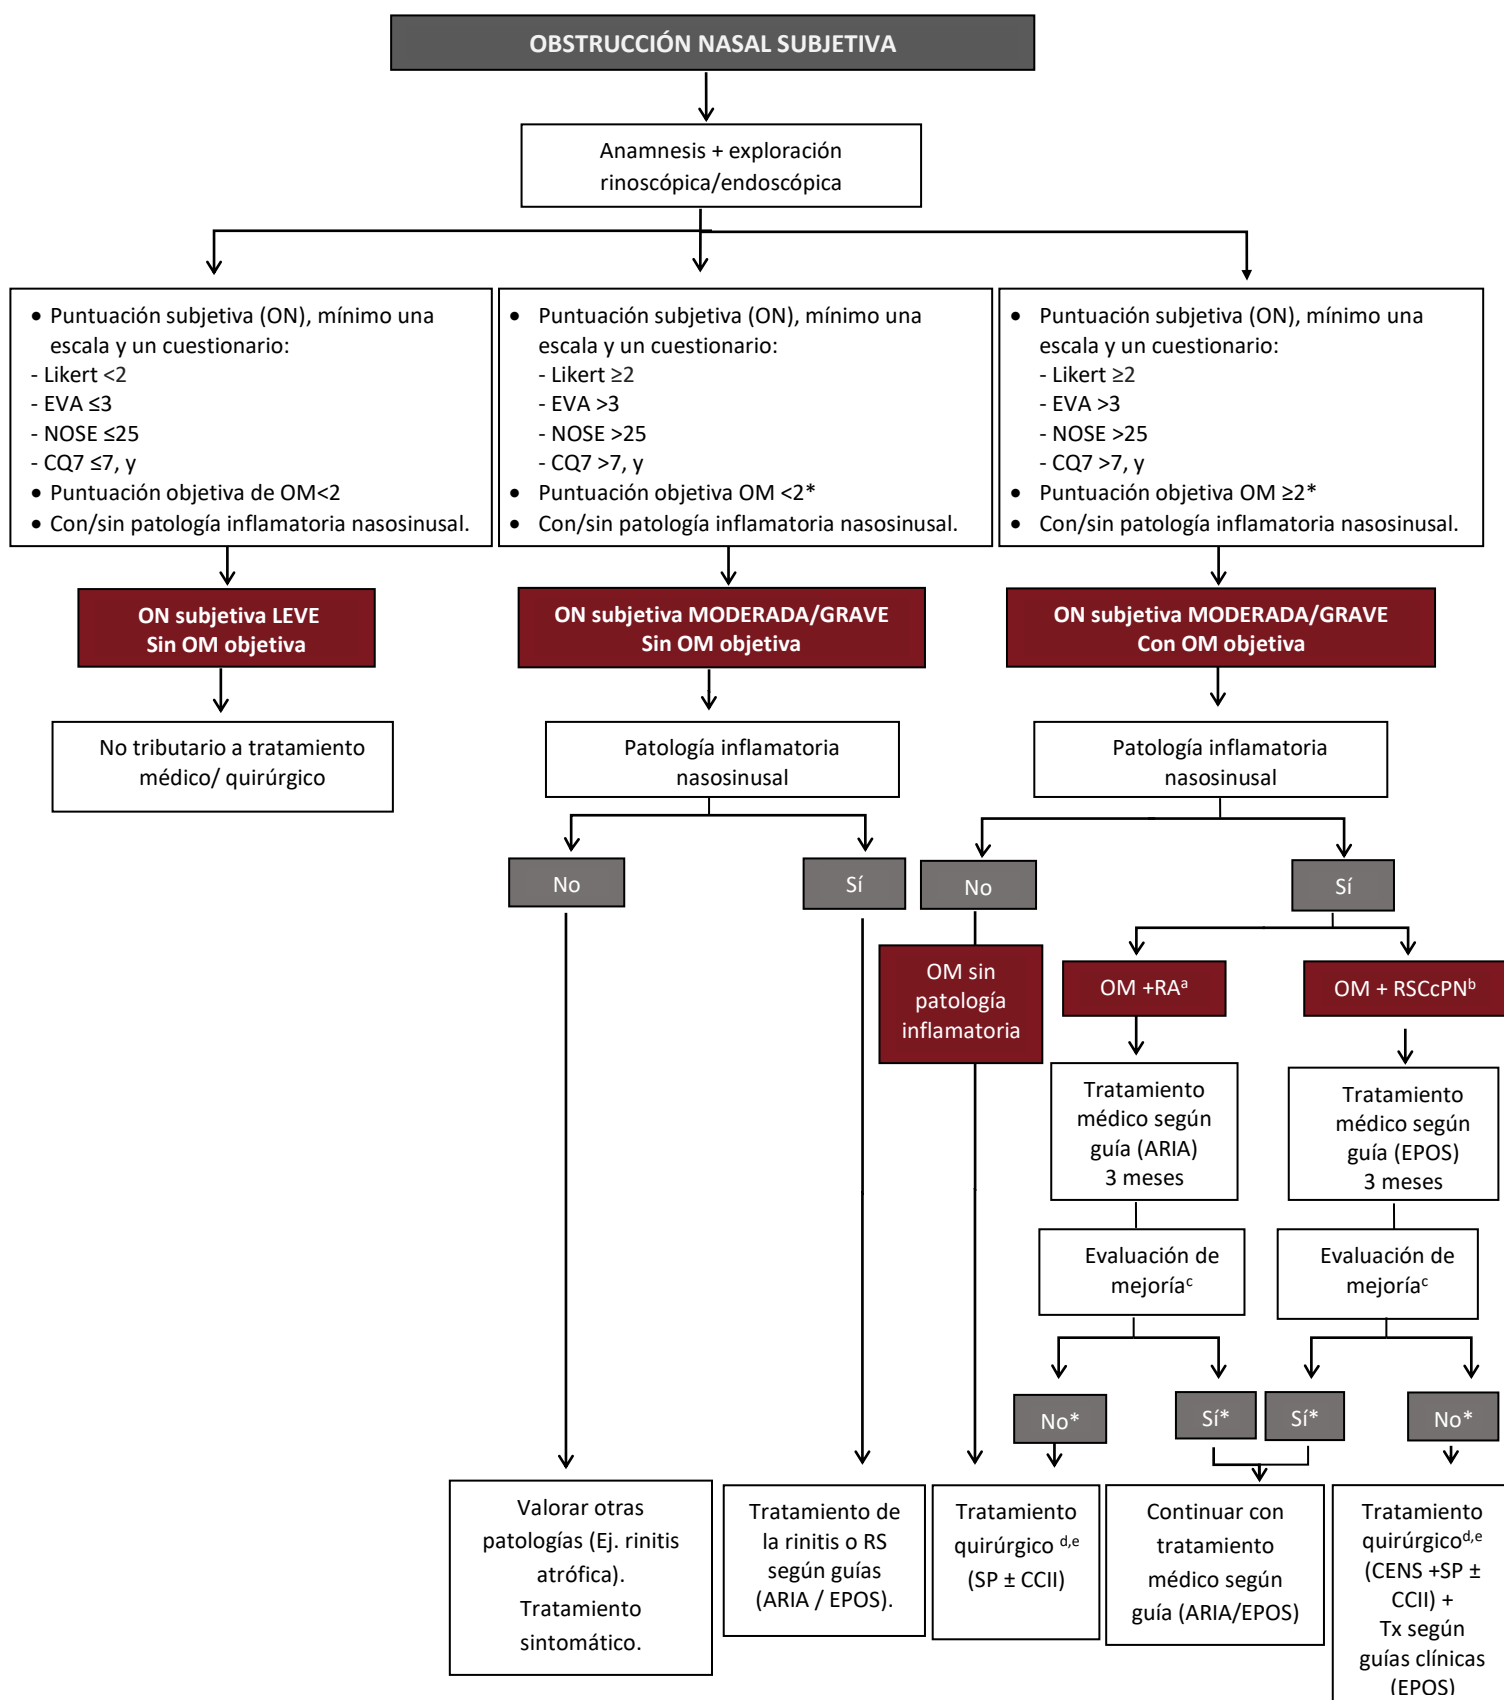 OBSTRUCCIÓN NASAL SUBJETIVA
Anamnesis + exploración
rinoscópica/endoscópica
• Puntuación subjetiva (ON), mínimo una
escala y un cuestionario:
- Likert <2
- EVA ≤3
- NOSE ≤25
- CQ7 ≤7, y
• Puntuación objetiva de OM<2
• Con/sin patología inflamatoria nasosinusal.
• Puntuación subjetiva (ON), mínimo una
escala y un cuestionario:
- Likert ≥2
- EVA >3
- NOSE >25
- CQ7 >7, y
• Puntuación objetiva OM <2*
• Con/sin patología inflamatoria nasosinusal.
• Puntuación subjetiva (ON), mínimo una
escala y un cuestionario:
- Likert ≥2
- EVA >3
- NOSE >25
- CQ7 >7, y
• Puntuación objetiva OM ≥2*
• Con/sin patología inflamatoria nasosinusal.
ON subjetiva LEVE
Sin OM objetiva
ON subjetiva MODERADA/GRAVE
Sin OM objetiva
ON subjetiva MODERADA/GRAVE
Con OM objetiva
No tributario a tratamiento
médico/ quirúrgico
Patología inflamatoria
nasosinusal
Patología inflamatoria
nasosinusal
No
Sí
No
Sí
OM sin
patología
inflamatoria
OM +RAᵃ
OM + RSCcPNᵇ
Tratamiento
médico según
guía (ARIA)
3 meses
Tratamiento
médico según
guía (EPOS)
3 meses
Evaluación de
mejoríaᶜ
Evaluación de
mejoríaᶜ
No*
Sí*
Sí*
No*
Valorar otras
patologías (Ej. rinitis
atrófica).
Tratamiento
sintomático.
Tratamiento de
la rinitis o RS
según guías
(ARIA / EPOS).
Tratamiento
quirúrgico ᵈ,ᵉ
(SP ± CCII)
Continuar con
tratamiento
médico según
guía (ARIA/EPOS)
Tratamiento
quirúrgicoᵈ,ᵉ
(CENS +SP ±
CCII) +
Tx según
guías clínicas
(EPOS)